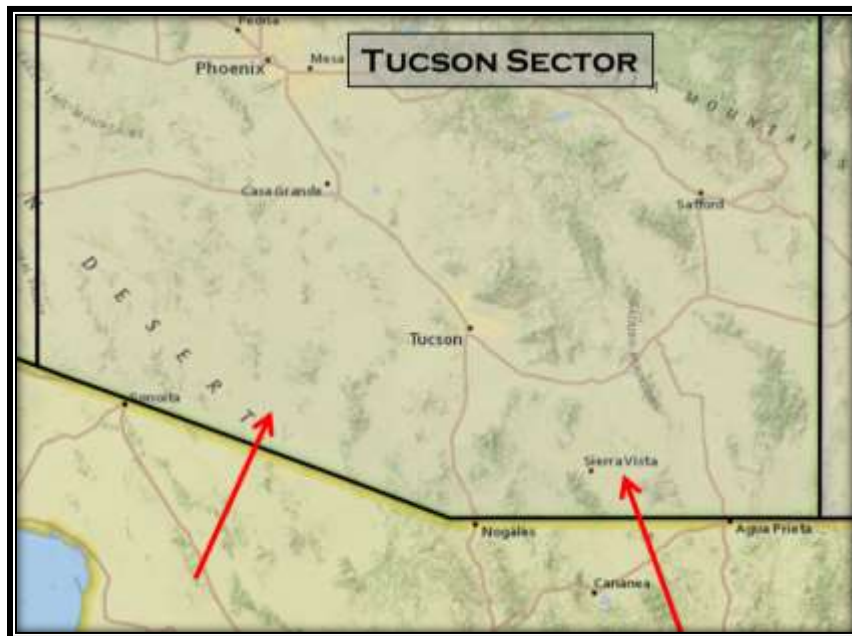 Peoria
TUCSON SECTOR
Phoenix
Mesa
MOUNTAINS
Casa Grande
Safford
DESERT
Tucson
Sonoita
Sierra Vista
Nogales
Agua Prieta
Cananea